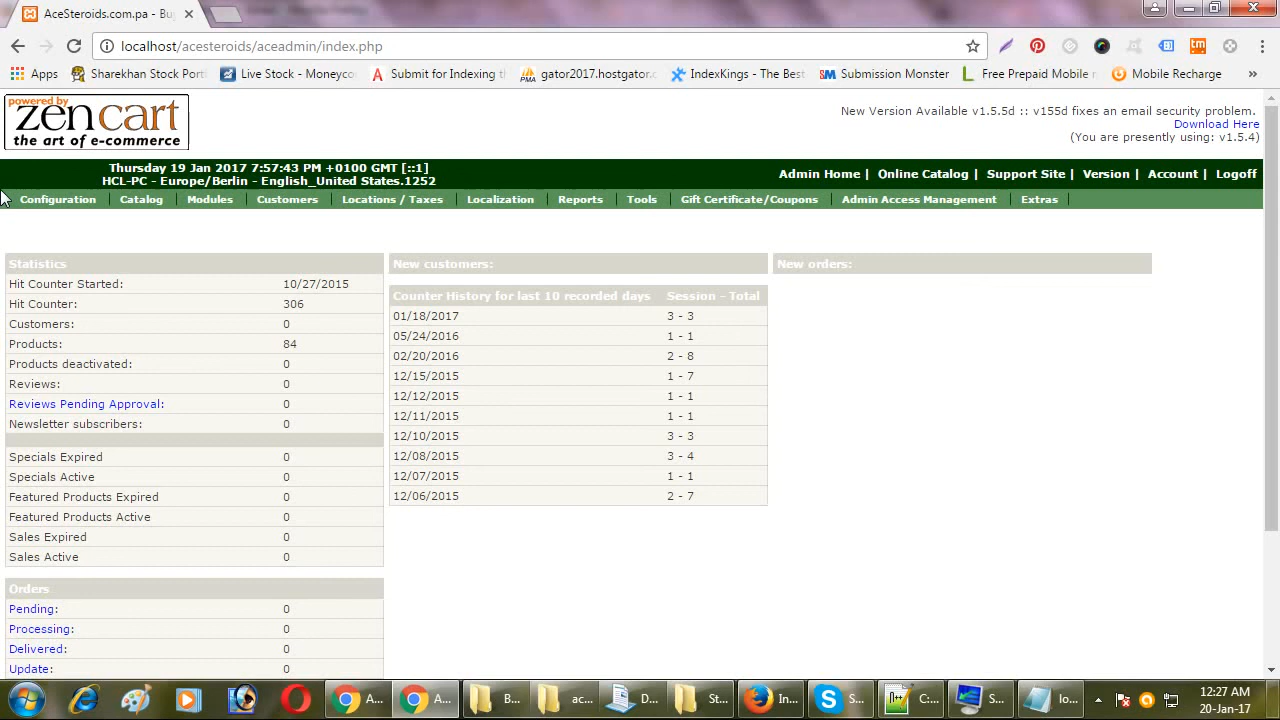 AceSteroids.com.pa - Bu
localhost/acesteroids/aceadmin/index.php
Apps Sharekhan Stock Port Live Stock - Moneyco Submit for Indexing t gator2017.hostgator.c IndexKings - The Best Submission Monster Free Prepaid Mobile r Mobile Recharge »
powered by
zen cart
the art of e-commerce
New Version Available v1.5.5d :: v155d fixes an email security problem.
Download Here
(You are presently using: v1.5.4)
Thursday 19 Jan 2017 7:57:43 PM +0100 GMT [::1]
HCL-PC - Europe/Berlin - English_United States.1252
Admin Home | Online Catalog | Support Site | Version | Account | Logoff
Configuration Catalog Modules Customers Locations / Taxes Localization Reports Tools Gift Certificate/Coupons Admin Access Management Extras
Statistics
Hit Counter Started: 10/27/2015
Hit Counter: 306
Customers: 0
Products: 84
Products deactivated: 0
Reviews: 0
Reviews Pending Approval: 0
Newsletter subscribers: 0
Specials Expired 0
Specials Active 0
Featured Products Expired 0
Featured Products Active 0
Sales Expired 0
Sales Active 0
Orders
Pending: 0
Processing: 0
Delivered: 0
Update: 0
New customers:
Counter History for last 10 recorded days Session - Total
01/18/2017 3 - 3
05/24/2016 1 - 1
02/20/2016 2 - 8
12/15/2015 1 - 7
12/12/2015 1 - 1
12/11/2015 1 - 1
12/10/2015 3 - 3
12/08/2015 3 - 4
12/07/2015 1 - 1
12/06/2015 2 - 7
New orders:
A... A... B... ac... D... St... In... S... C:... S... lo...
12:27 AM
20-Jan-17